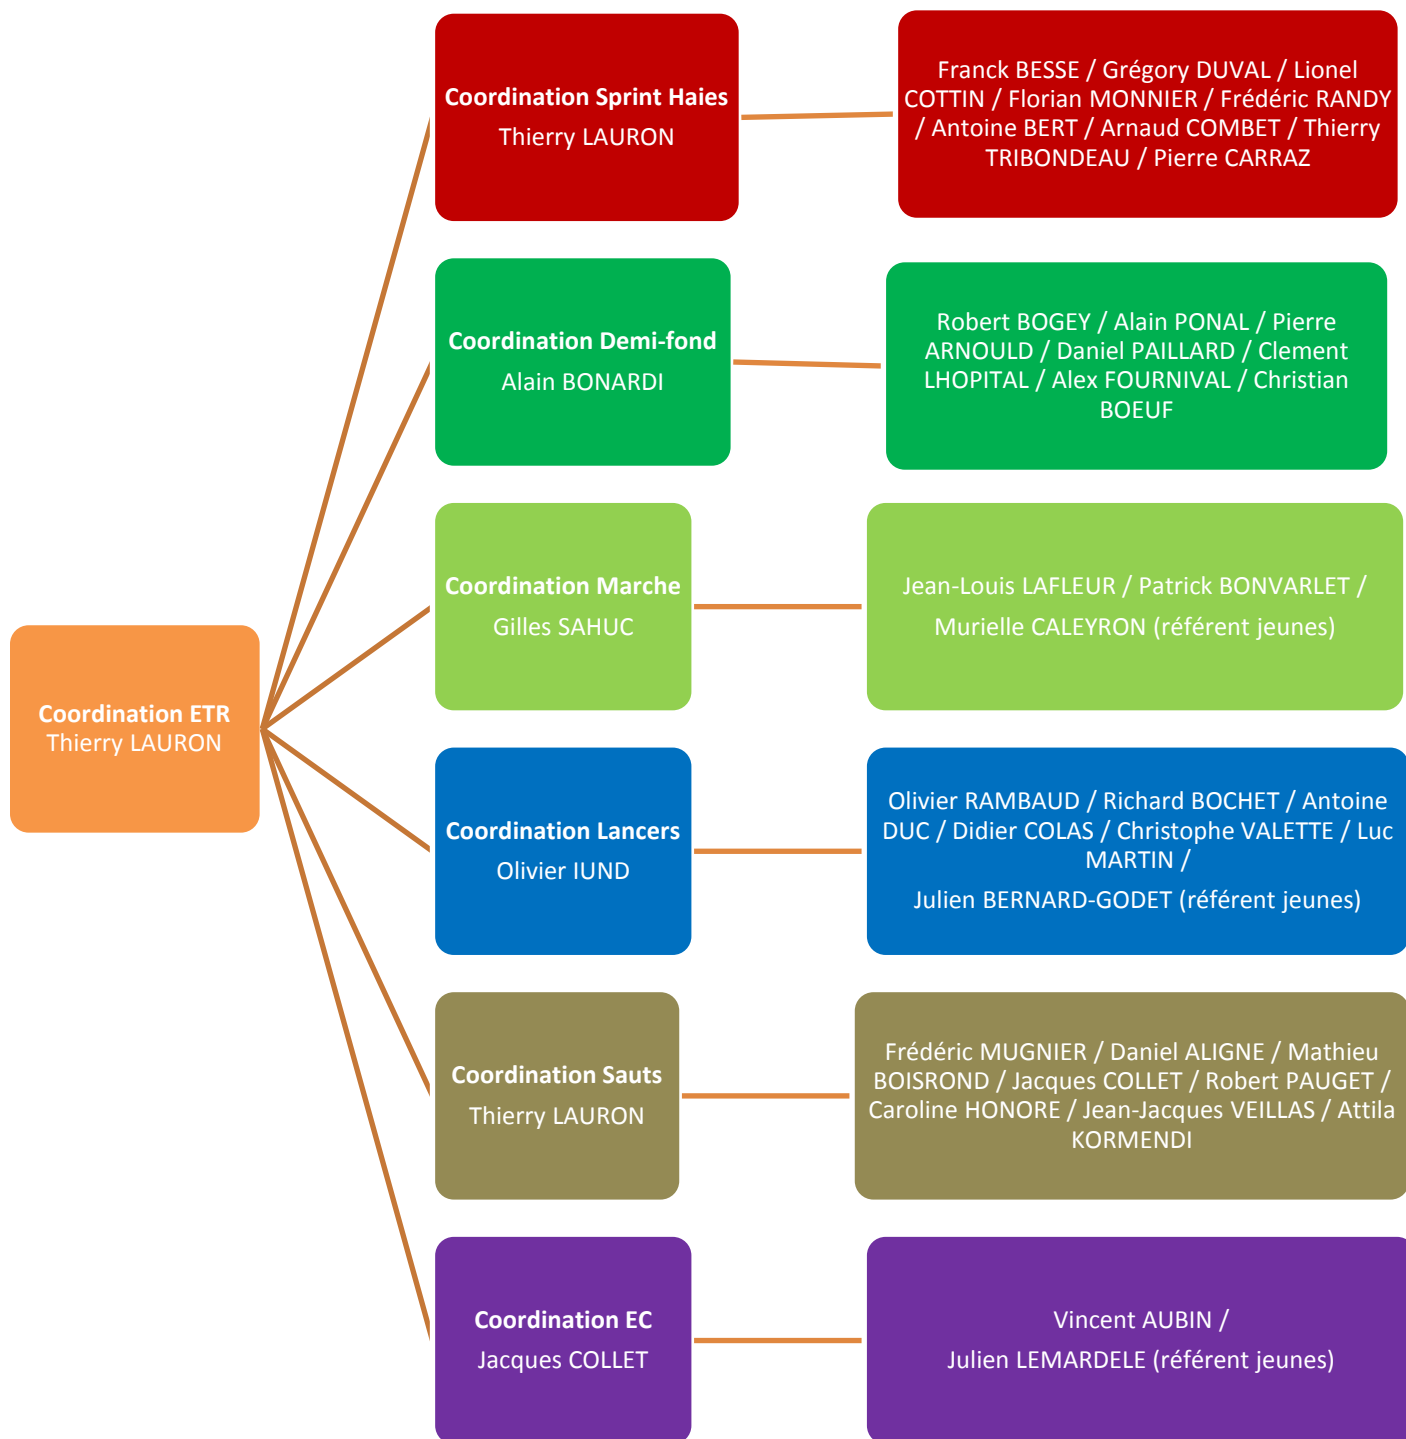 Coordination ETR
Thierry LAURON
Coordination Sprint Haies
Thierry LAURON
Franck BESSE / Grégory DUVAL / Lionel
COTTIN / Florian MONNIER / Frédéric RANDY
/ Antoine BERT / Arnaud COMBET / Thierry
TRIBONDEAU / Pierre CARRAZ
Coordination Demi-fond
Alain BONARDI
Robert BOGEY / Alain PONAL / Pierre
ARNOULD / Daniel PAILLARD / Clement
LHOPITAL / Alex FOURNIVAL / Christian
BOEUF
Coordination Marche
Gilles SAHUC
Jean-Louis LAFLEUR / Patrick BONVARLET /
Murielle CALEYRON (référent jeunes)
Coordination Lancers
Olivier IUND
Olivier RAMBAUD / Richard BOCHET / Antoine
DUC / Didier COLAS / Christophe VALETTE / Luc
MARTIN /
Julien BERNARD-GODET (référent jeunes)
Coordination Sauts
Thierry LAURON
Frédéric MUGNIER / Daniel ALIGNE / Mathieu
BOISROND / Jacques COLLET / Robert PAUGET /
Caroline HONORE / Jean-Jacques VEILLAS / Attila
KORMENDI
Coordination EC
Jacques COLLET
Vincent AUBIN /
Julien LEMARDELE (référent jeunes)